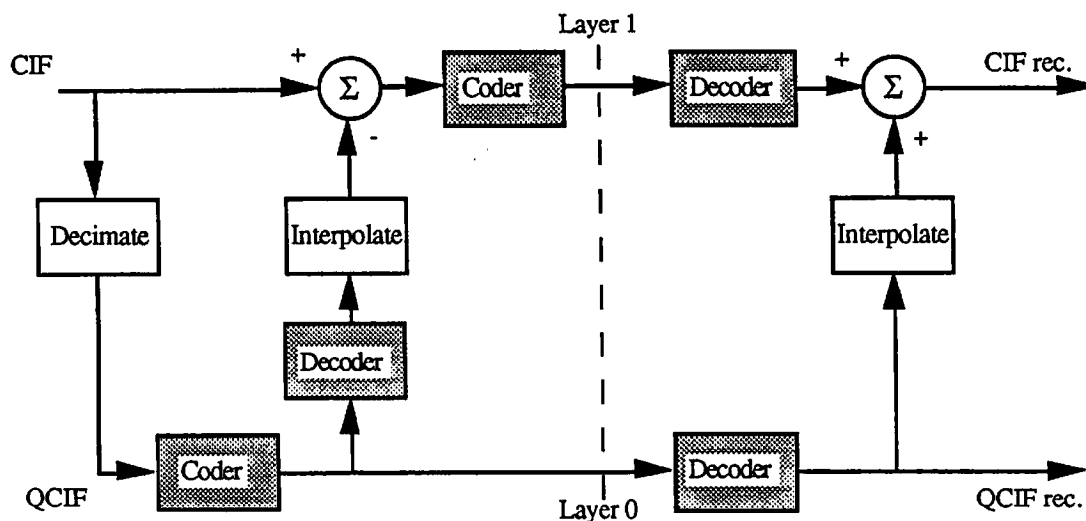 Layer 1
CIF
+
Σ
Coder
Decoder
+
Σ
CIF rec.
-
+
Decimate
Interpolate
Interpolate
Decoder
Coder
Decoder
QCIF
Layer 0
QCIF rec.